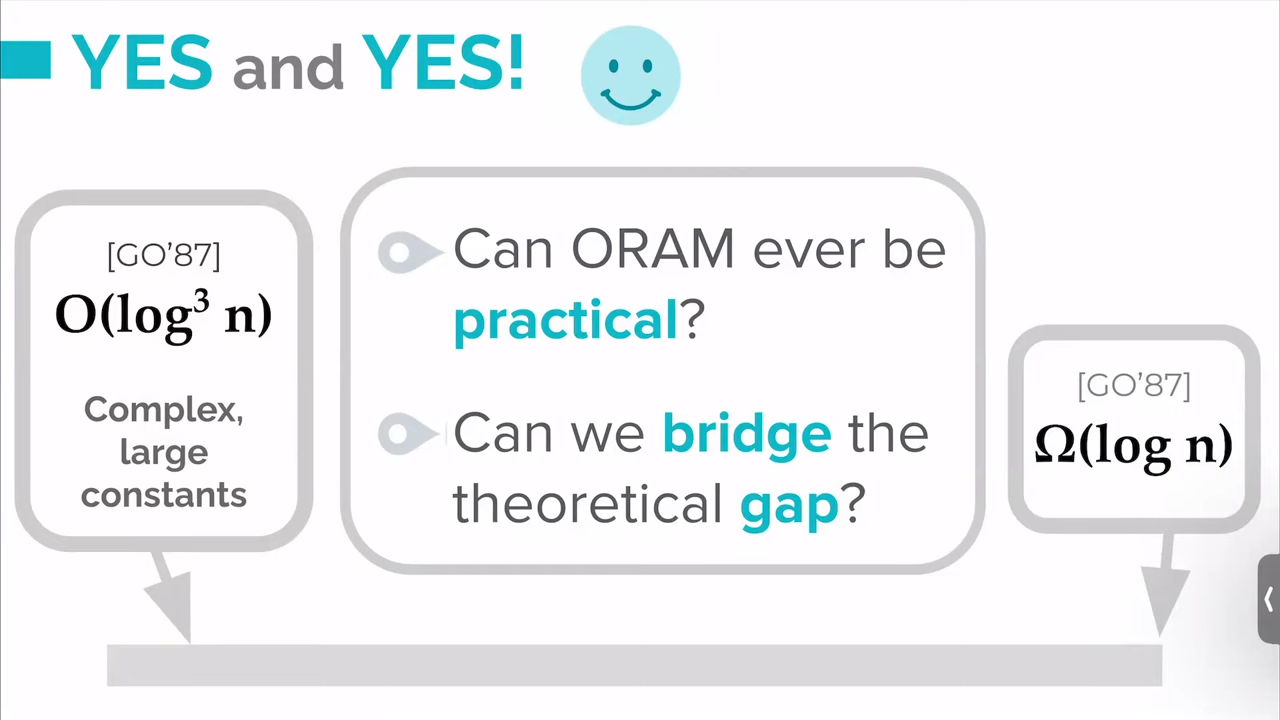 YES and YES!
[GO’87]
O(log³ n)
Complex,
large
constants
Can ORAM ever be
practical?
Can we bridge the
theoretical gap?
[GO’87]
Ω(log n)